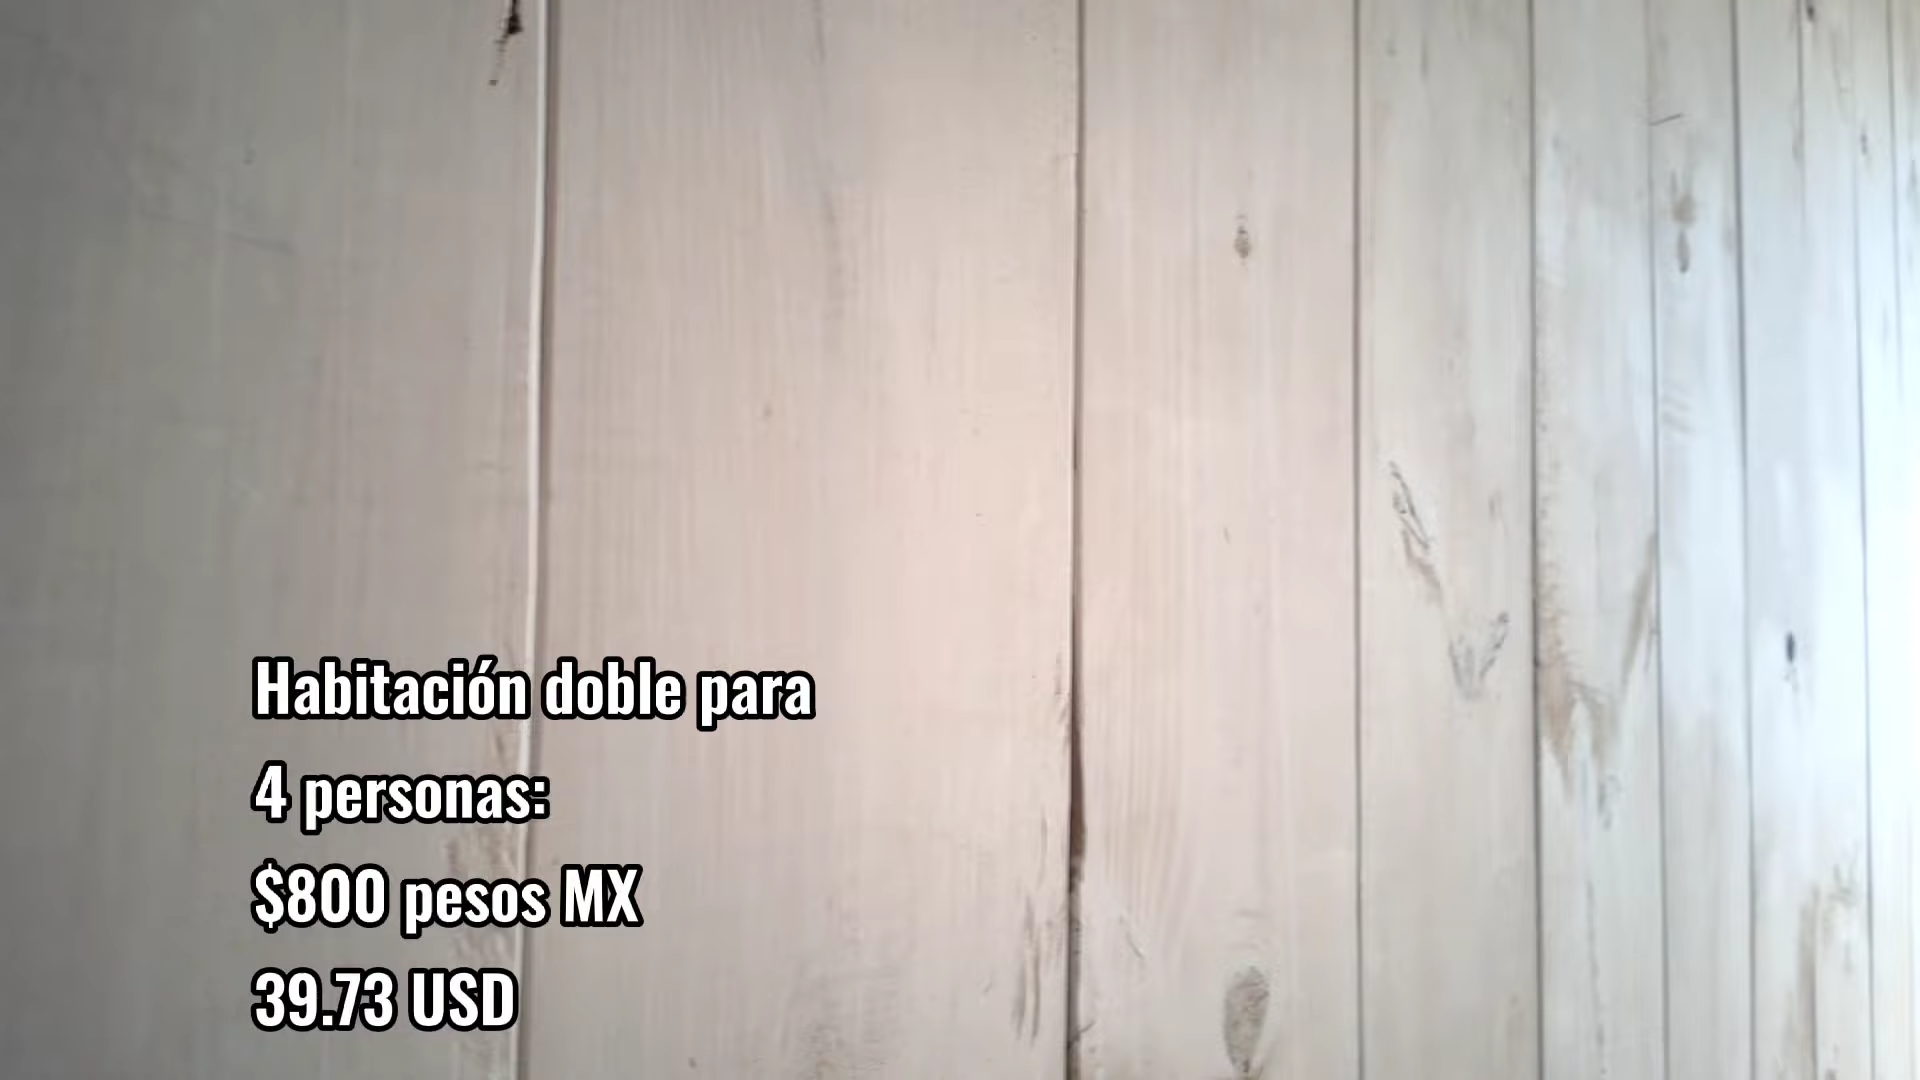 Habitación doble para
4 personas:
$800 pesos MX
39.73 USD